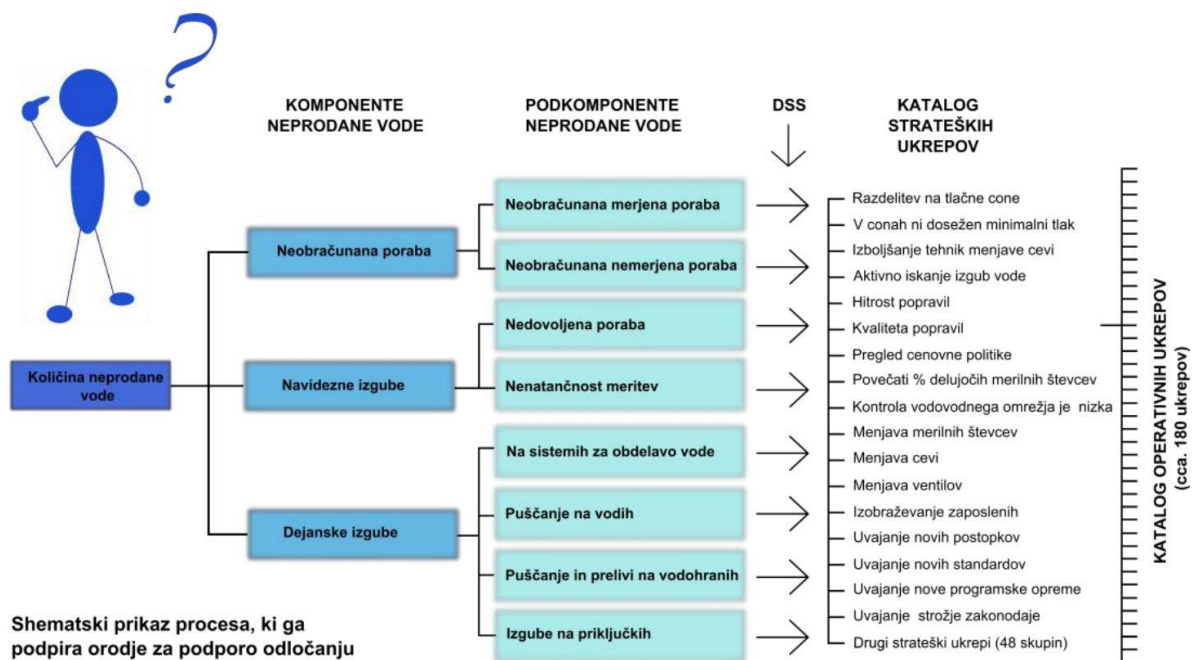 ?
KOMPONENTE
NEPRODANE VODE
PODKOMPONENTE
NEPRODANE VODE
DSS
KATALOG
STRATEŠKIH
UKREPOV
Količina neprodane
vode
Neobračunana poraba
Navidezne izgube
Dejanske izgube
Neobračunana merjena poraba
Neobračunana nemerjena poraba
Nedovoljena poraba
Nenatančnost meritev
Na sistemih za obdelavo vode
Puščanje na vodih
Puščanje in prelivi na vodohranih
Izgube na priključkih
Razdelitev na tlačne cone
V conah ni dosežen minimalni tlak
Izboljšanje tehnik menjave cevi
Aktivno iskanje izgub vode
Hitrost popravil
Kvaliteta popravil
Pregled cenovne politike
Povečati % delujočih merilnih števcev
Kontrola vodovodnega omrežja je nizka
Menjava merilnih števcev
Menjava cevi
Menjava ventilov
Izobraževanje zaposlenih
Uvajanje novih postopkov
Uvajanje novih standardov
Uvajanje nove programske opreme
Uvajanje strožje zakonodaje
Drugi strateški ukrepi (48 skupin)
KATALOG OPERATIVNIH UKREPOV
(cca. 180 ukrepov)
Shematski prikaz procesa, ki ga
podpira orodje za podporo odločanju